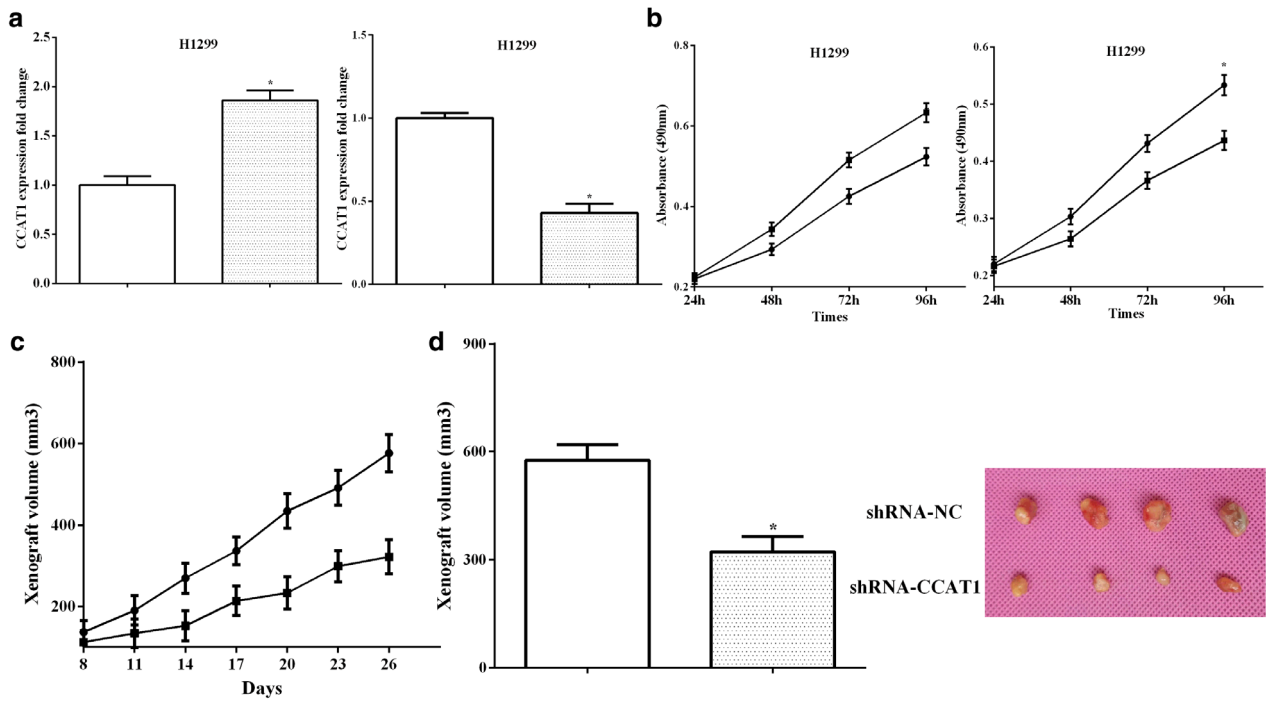 a
H1299
CCAT1 expression fold change
2.5
2.0
1.5
1.0
0.5
0.0
*
H1299
CCAT1 expression fold change
1.5
1.0
0.5
0.0
*
b
H1299
Absorbance (490nm)
0.8
0.6
0.4
0.2
24h 48h 72h 96h
Times
H1299
Absorbance (490nm)
0.6
0.5
0.4
0.3
0.2
*
24h 48h 72h 96h
Times
c
Xenograft volume (mm3)
800
600
400
200
8 11 14 17 20 23 26
Days
d
Xenograft volume (mm3)
900
600
300
0
*
shRNA-NC
shRNA-CCAT1